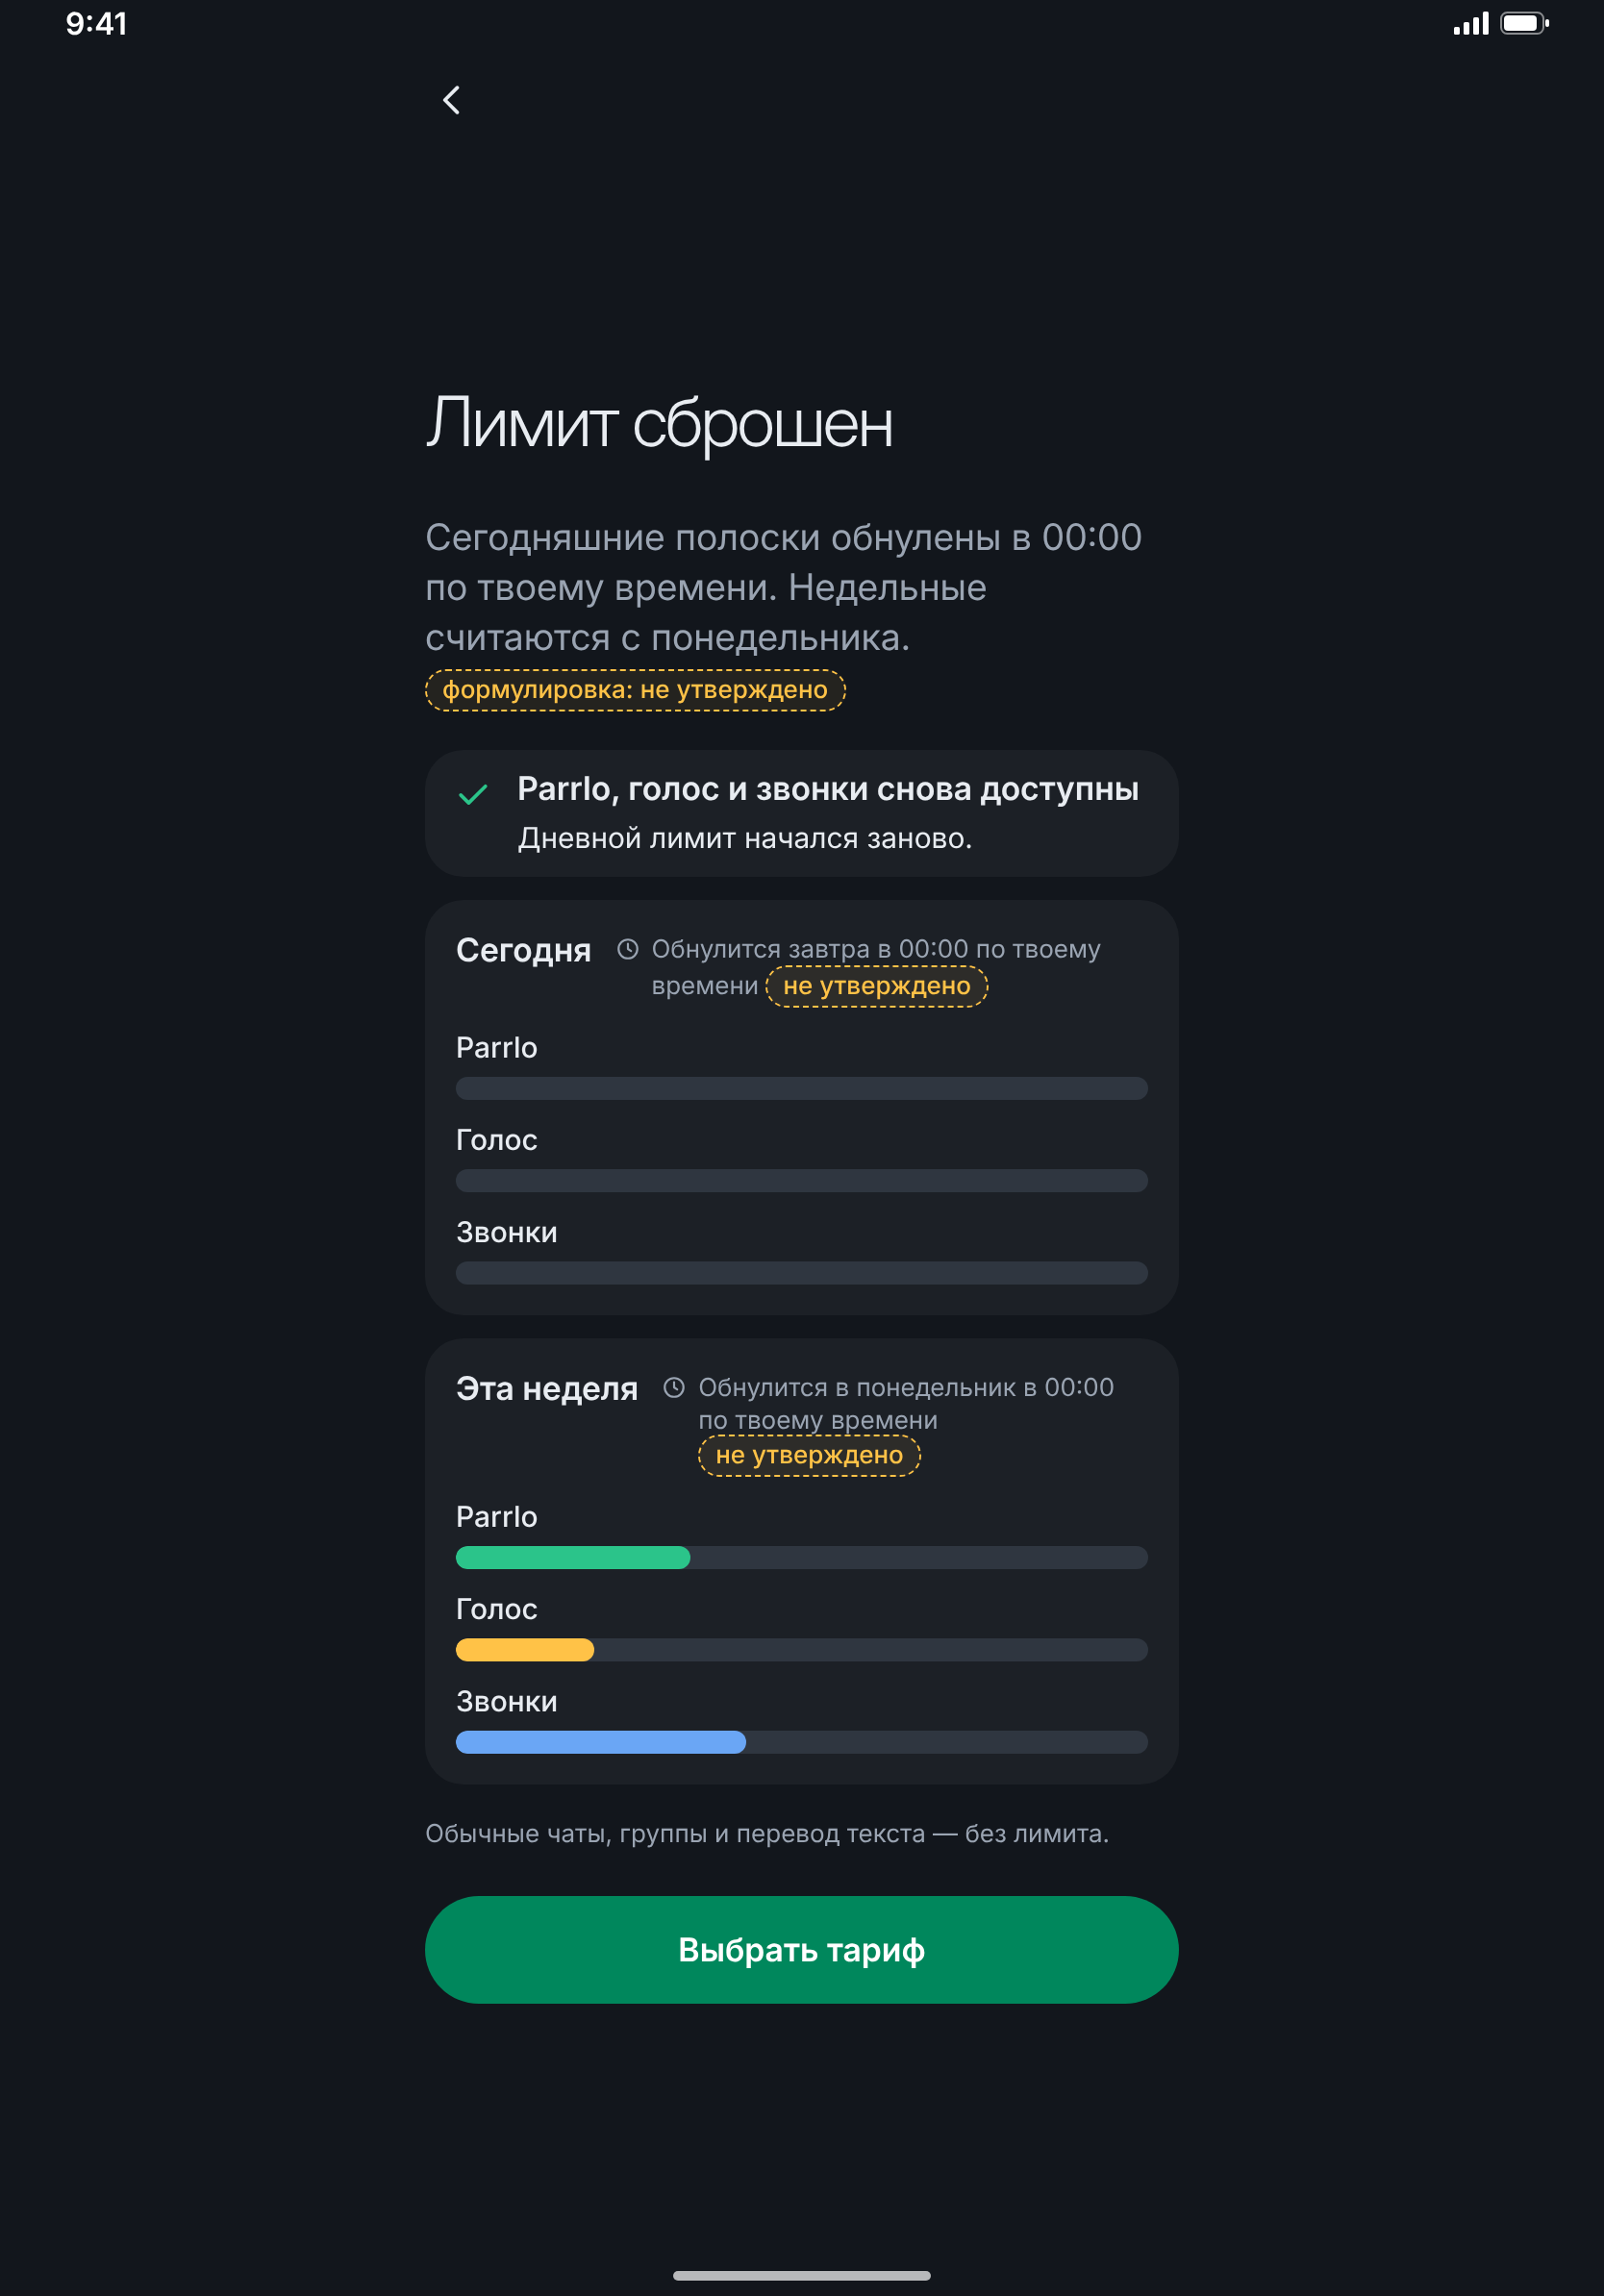 9:41
Лимит сброшен
Сегодняшние полоски обнулены в 00:00
по твоему времени. Недельные
считаются с понедельника.
формулировка: не утверждено
Parrlo, голос и звонки снова доступны
Дневной лимит начался заново.
Сегодня
Обнулится завтра в 00:00 по твоему
времени не утверждено
Parrlo
Голос
Звонки
Эта неделя
Обнулится в понедельник в 00:00
по твоему времени
не утверждено
Parrlo
Голос
Звонки
Обычные чаты, группы и перевод текста — без лимита.
Выбрать тариф